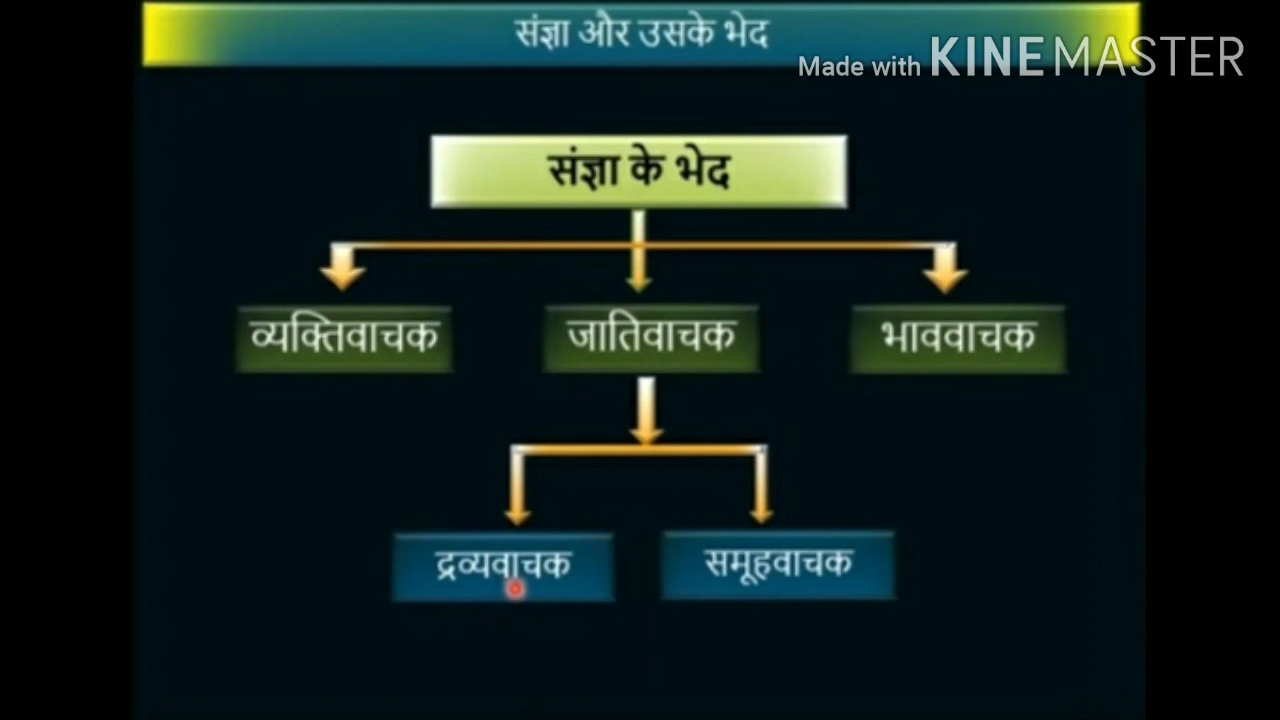 संज्ञा और उसके भेद
Made with KINEMASTER
संज्ञा के भेद
व्यक्तिवाचक
जातिवाचक
भाववाचक
द्रव्यवाचक
समूहवाचक